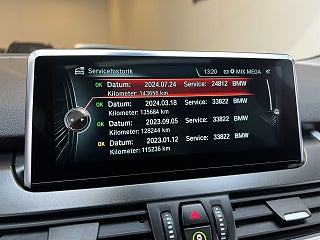 Servicehistorik 13:20 MIX MEGA
OK Datum: 2024.07.24 Service: 24812 BMW
Kilometer: 143656 km
OK Datum: 2024.03.18 Service: 33822 BMW
Kilometer: 135684 km
OK Datum: 2023.09.05 Service: 33822 BMW
Kilometer: 128244 km
OK Datum: 2023.01.12 Service: 33822 BMW
Kilometer: 115236 km